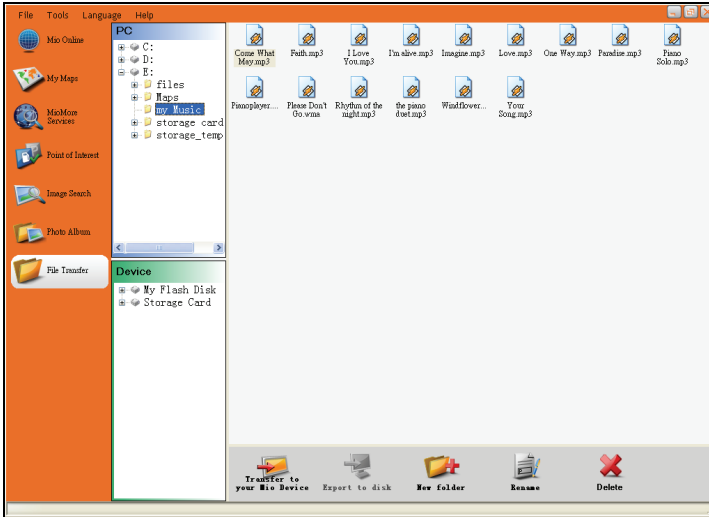 File Tools Language Help
Mio Online
My Maps
MioMore
Services
Point of Interest
Image Search
Photo Album
File Transfer
PC
C:
D:
E:
files
Maps
my Music
storage card
storage_temp
Device
My Flash Disk
Storage Card
Come What
May.mp3
Faith.mp3
I Love
You.mp3
I'm alive.mp3
Imagine.mp3
Love.mp3
One Way.mp3
Paradise.mp3
Piano
Solo.mp3
Pianoplayer....
Please Don't
Go.wma
Rhythm of the
night.mp3
the piano
duet.mp3
Windflower...
Your
Song.mp3
Transfer to
your Mio Device
Export to disk
New folder
Rename
Delete